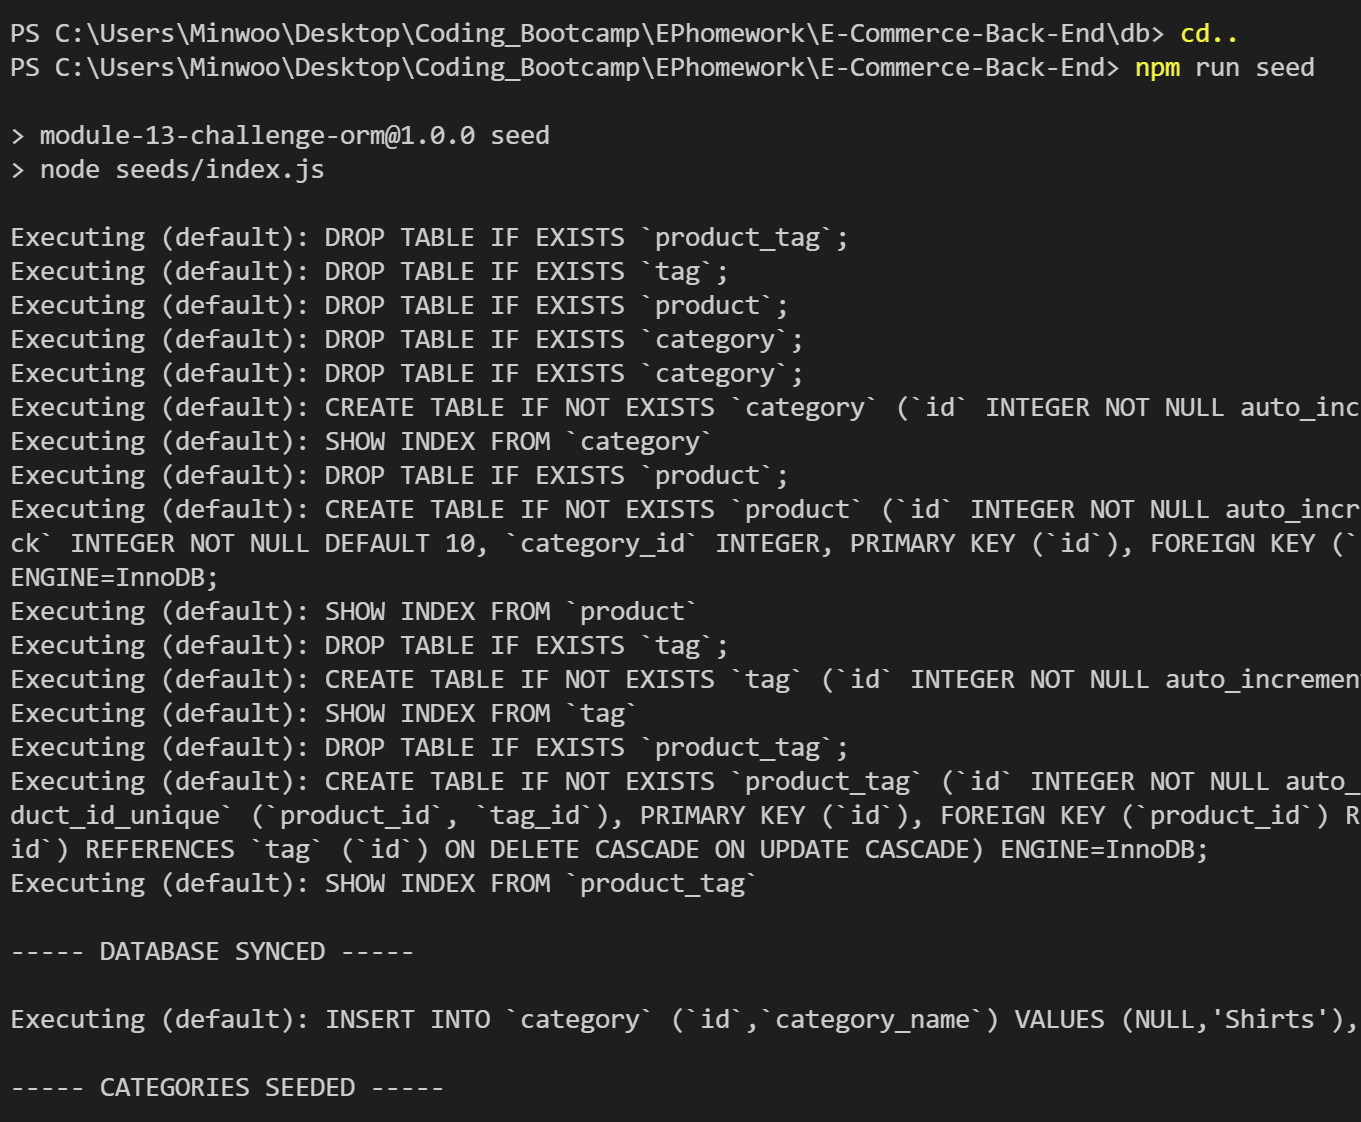 PS C:\Users\Minwoo\Desktop\Coding_Bootcamp\EPhomework\E-Commerce-Back-End\db> cd..
PS C:\Users\Minwoo\Desktop\Coding_Bootcamp\EPhomework\E-Commerce-Back-End> npm run seed
> module-13-challenge-orm@1.0.0 seed
> node seeds/index.js
Executing (default): DROP TABLE IF EXISTS `product_tag`;
Executing (default): DROP TABLE IF EXISTS `tag`;
Executing (default): DROP TABLE IF EXISTS `product`;
Executing (default): DROP TABLE IF EXISTS `category`;
Executing (default): DROP TABLE IF EXISTS `category`;
Executing (default): CREATE TABLE IF NOT EXISTS `category` (`id` INTEGER NOT NULL auto_inc
Executing (default): SHOW INDEX FROM `category`
Executing (default): DROP TABLE IF EXISTS `product`;
Executing (default): CREATE TABLE IF NOT EXISTS `product` (`id` INTEGER NOT NULL auto_incr
ck` INTEGER NOT NULL DEFAULT 10, `category_id` INTEGER, PRIMARY KEY (`id`), FOREIGN KEY (`
ENGINE=InnoDB;
Executing (default): SHOW INDEX FROM `product`
Executing (default): DROP TABLE IF EXISTS `tag`;
Executing (default): CREATE TABLE IF NOT EXISTS `tag` (`id` INTEGER NOT NULL auto_increment
Executing (default): SHOW INDEX FROM `tag`
Executing (default): DROP TABLE IF EXISTS `product_tag`;
Executing (default): CREATE TABLE IF NOT EXISTS `product_tag` (`id` INTEGER NOT NULL auto_
duct_id_unique` (`product_id`, `tag_id`), PRIMARY KEY (`id`), FOREIGN KEY (`product_id`) R
id`) REFERENCES `tag` (`id`) ON DELETE CASCADE ON UPDATE CASCADE) ENGINE=InnoDB;
Executing (default): SHOW INDEX FROM `product_tag`
----- DATABASE SYNCED -----
Executing (default): INSERT INTO `category` (`id`,`category_name`) VALUES (NULL,'Shirts'),
----- CATEGORIES SEEDED -----